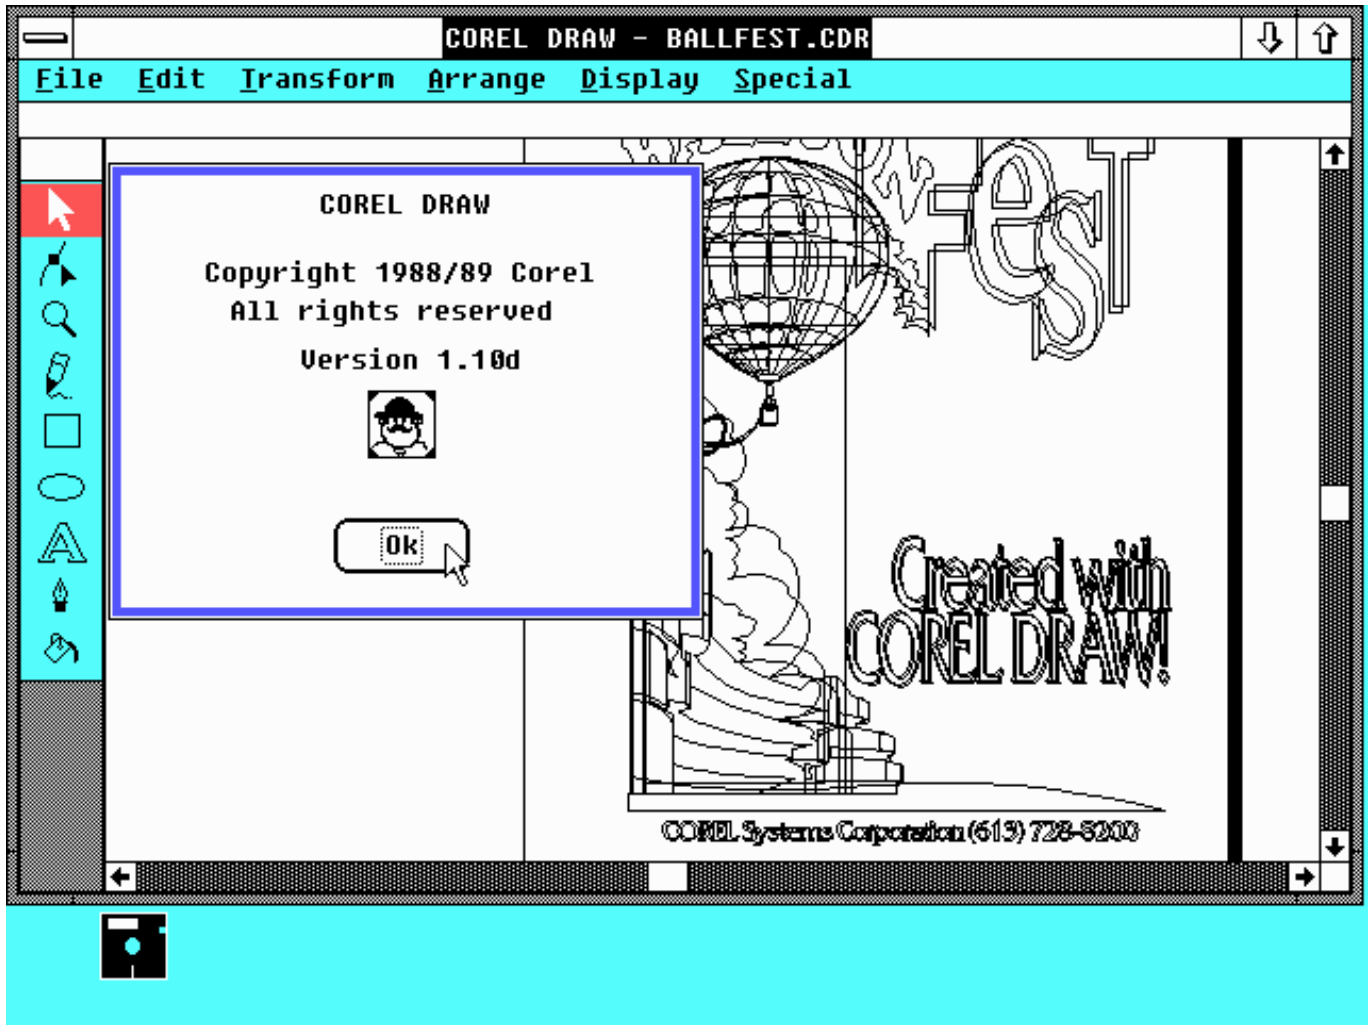 COREL DRAW - BALLFEST.CDR
File Edit Transform Arrange Display Special
COREL DRAW
Copyright 1988/89 Corel
All rights reserved
Version 1.10d
Ok
Fest
Created with
COREL DRAW!
COREL Systems Corporation (613) 728-8200